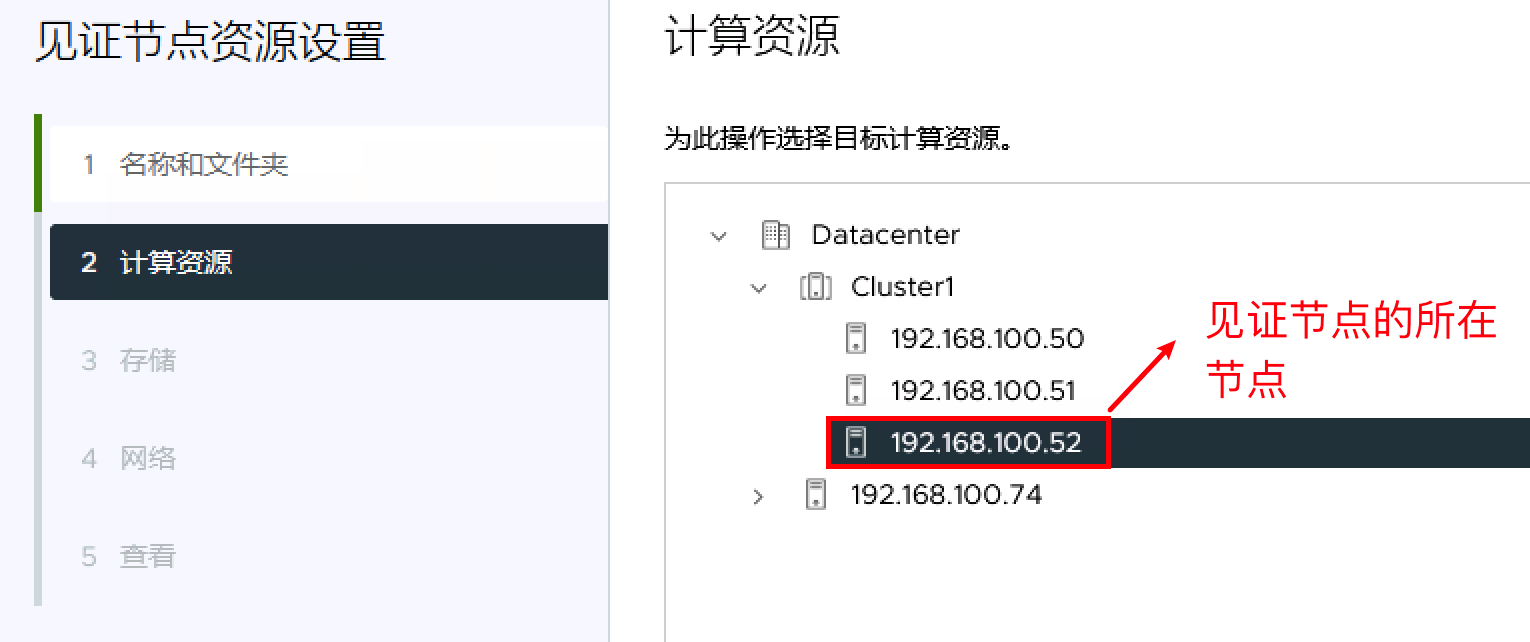 见证节点资源设置
1 名称和文件夹
2 计算资源
3 存储
4 网络
5 查看
计算资源
为此操作选择目标计算资源。
Datacenter
Cluster1
192.168.100.50
192.168.100.51
192.168.100.52
192.168.100.74
见证节点的所在
节点